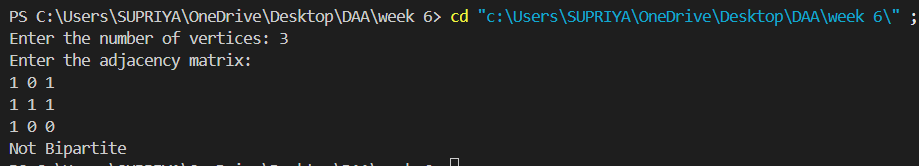 PS C:\Users\SUPRIYA\OneDrive\Desktop\DAA\week 6> cd "c:\Users\SUPRIYA\OneDrive\Desktop\DAA\week 6\" ;
Enter the number of vertices: 3
Enter the adjacency matrix:
1 0 1
1 1 1
1 0 0
Not Bipartite